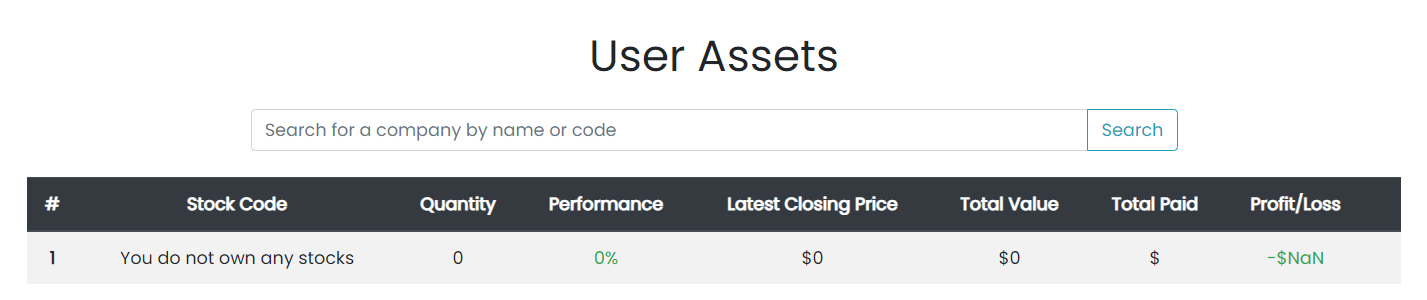 User Assets
Search for a company by name or code Search
# Stock Code Quantity Performance Latest Closing Price Total Value Total Paid Profit/Loss
1 You do not own any stocks 0 0% $0 $0 $ -$NaN